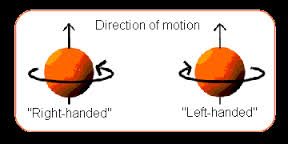 Direction of motion
"Right-handed"
"Left-handed"